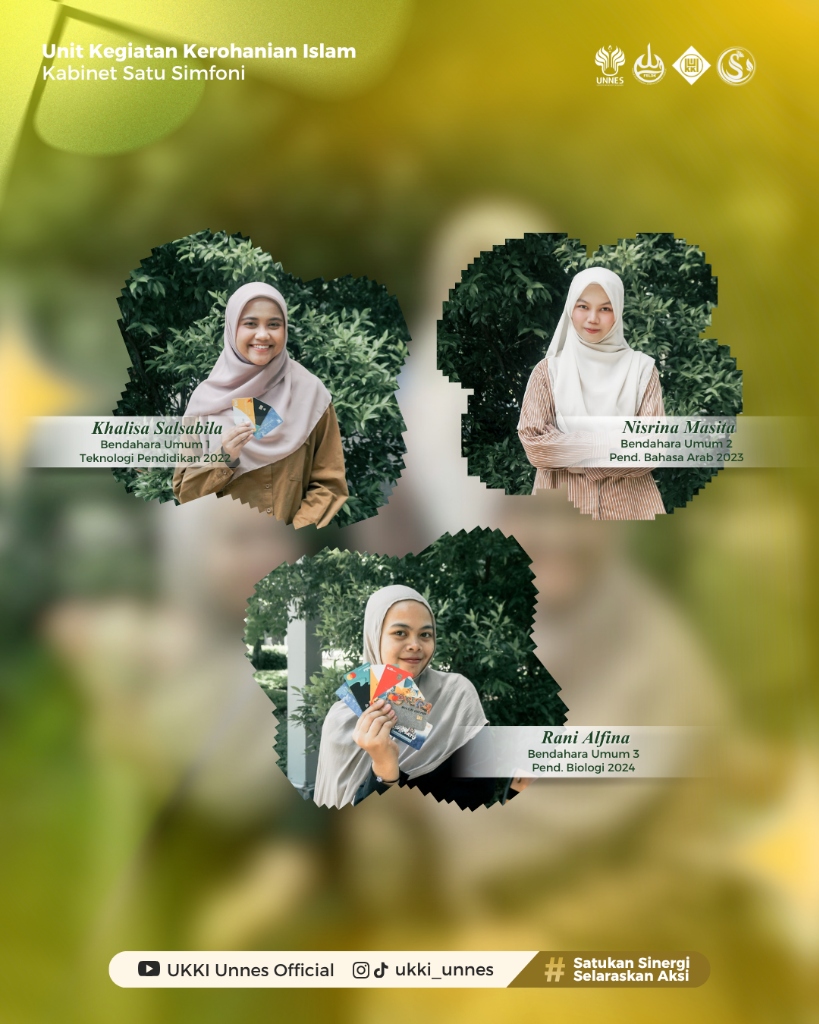 Unit Kegiatan Kerohanian Islam
Kabinet Satu Simfoni
UNNES
Khalisa Salsabila
Bendahara Umum 1
Teknologi Pendidikan 2022
Nisrina Masita
Bendahara Umum 2
Pend. Bahasa Arab 2023
Rani Alfina
Bendahara Umum 3
Pend. Biologi 2024
UKKI Unnes Official
ukki_unnes
# Satukan Sinergi
Selaraskan Aksi